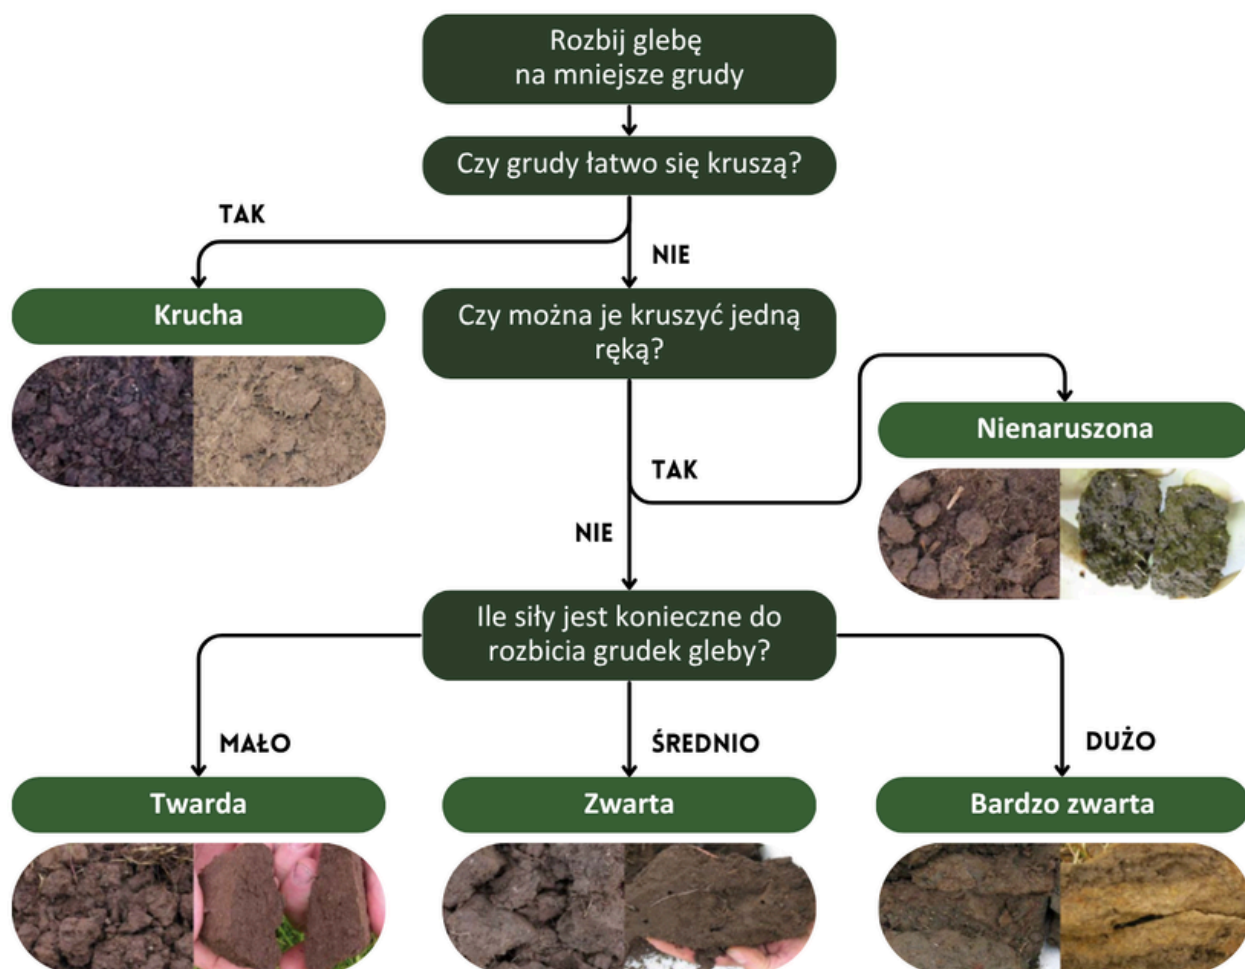 Rozbij glebę
na mniejsze grudy
Czy grudy łatwo się kruszą?
TAK
NIE
Krucha
Czy można je kruszyć jedną
ręką?
Nienaruszona
TAK
NIE
Ile siły jest konieczne do
rozbicia grudek gleby?
MAŁO
ŚREDNIO
DUŻO
Twarda
Zwarta
Bardzo zwarta